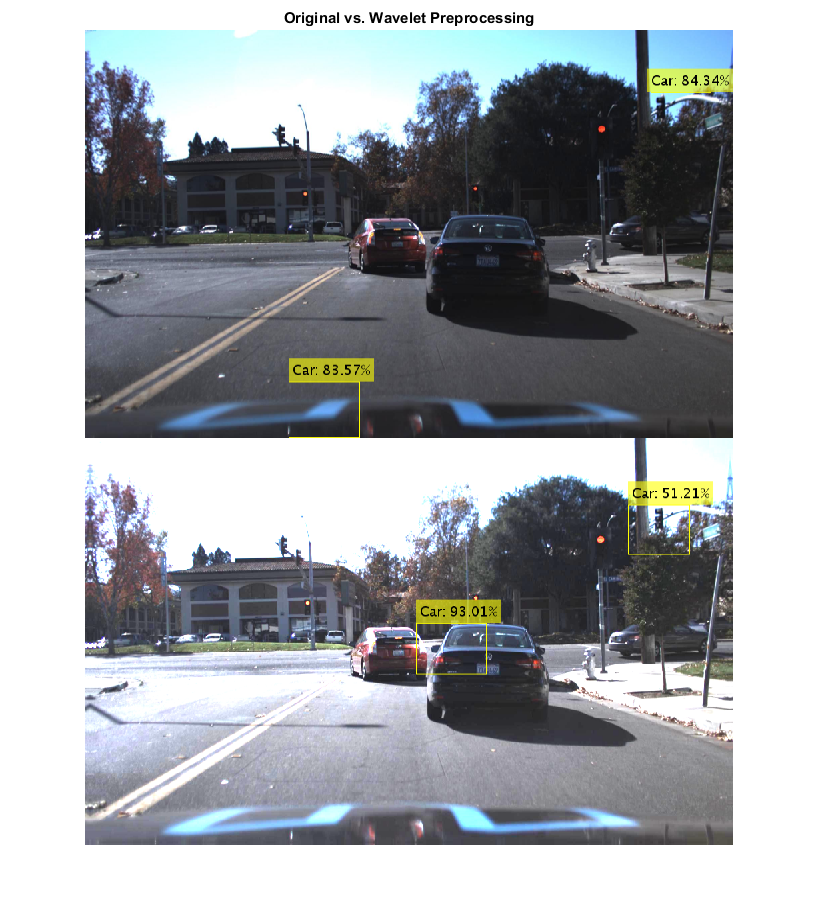 Original vs. Wavelet Preprocessing
Car: 84.34%
Car: 83.57%
Car: 51.21%
Car: 93.01%